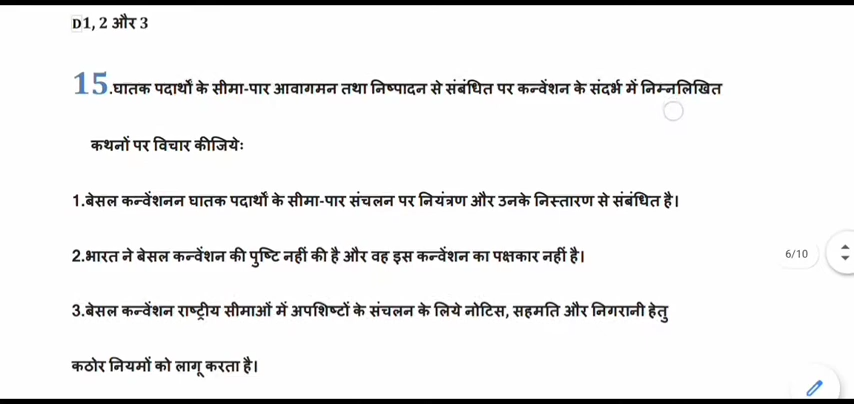 D1, 2 और 3
15.घातक पदार्थों के सीमा-पार आवागमन तथा निष्पादन से संबंधित पर कन्वेंशन के संदर्भ में निम्नलिखित
कथनों पर विचार कीजिये:
1.बेसल कन्वेंशनन घातक पदार्थों के सीमा-पार संचलन पर नियंत्रण और उनके निस्तारण से संबंधित है।
2.भारत ने बेसल कन्वेंशन की पुष्टि नहीं की है और वह इस कन्वेंशन का पक्षकार नहीं है।
6/10
3.बेसल कन्वेंशन राष्ट्रीय सीमाओं में अपशिष्टों के संचलन के लिये नोटिस, सहमति और निगरानी हेतु
कठोर नियमों को लागू करता है।